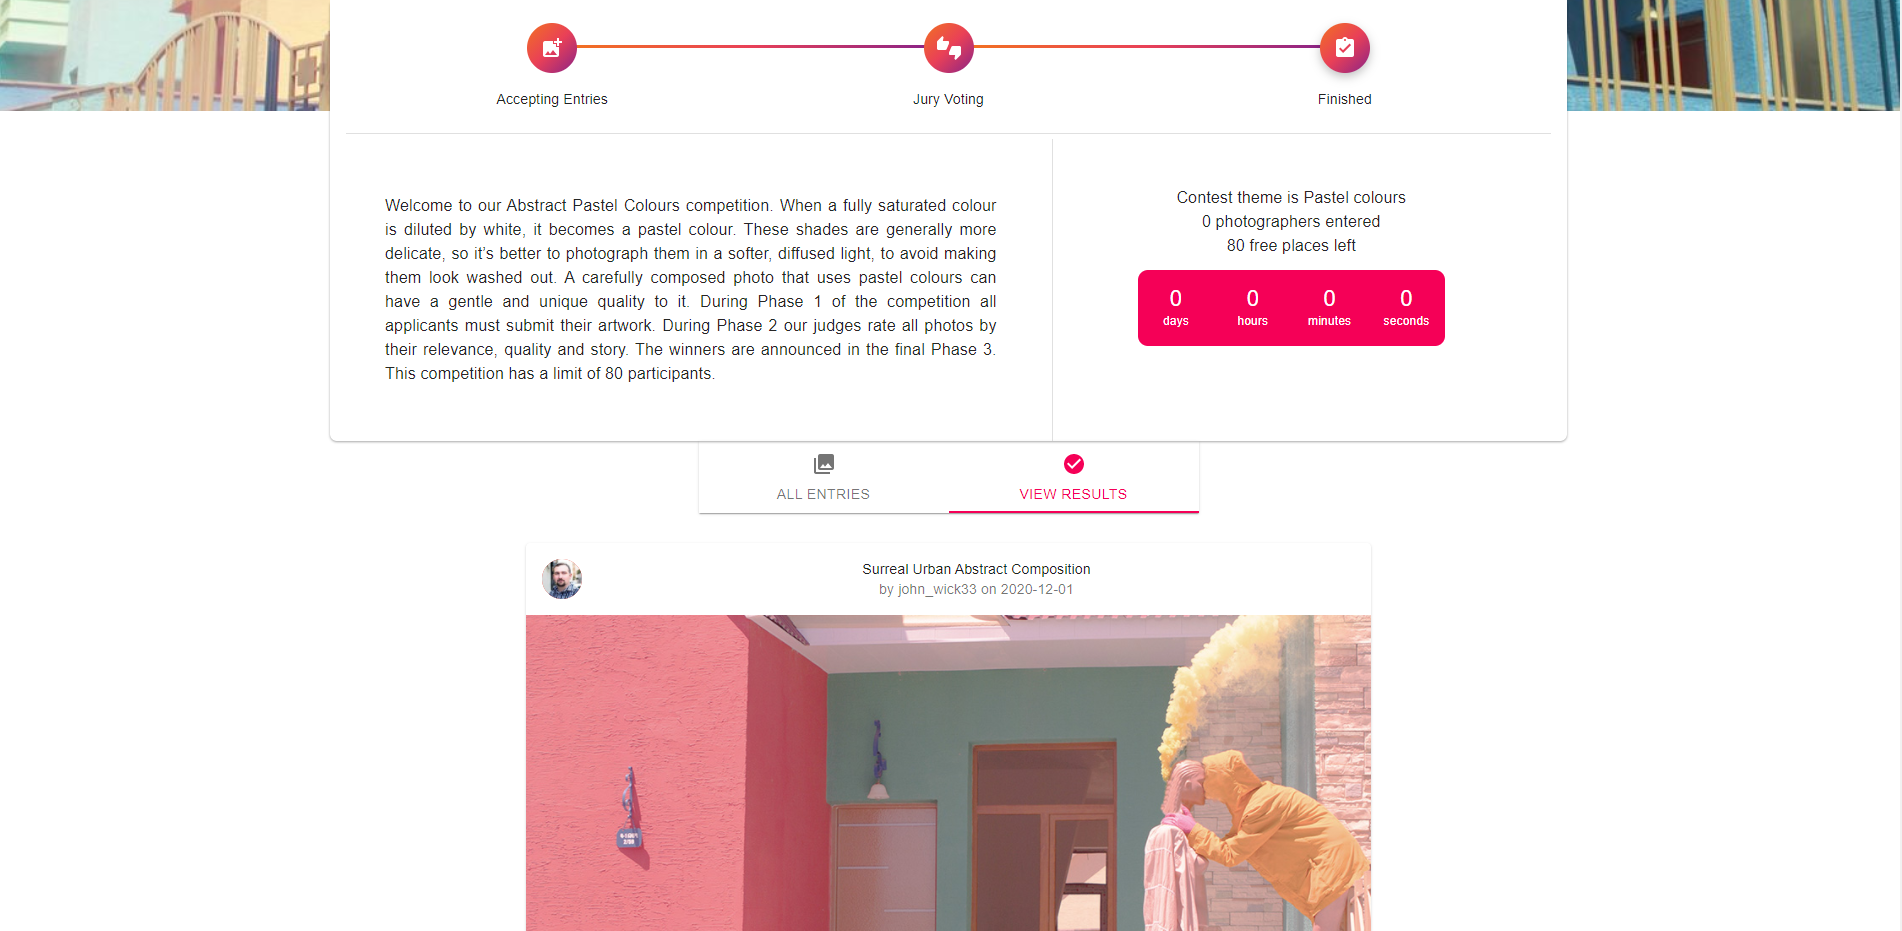 Accepting Entries
Jury Voting
Finished
Welcome to our Abstract Pastel Colours competition. When a fully saturated colour
is diluted by white, it becomes a pastel colour. These shades are generally more
delicate, so it’s better to photograph them in a softer, diffused light, to avoid making
them look washed out. A carefully composed photo that uses pastel colours can
have a gentle and unique quality to it. During Phase 1 of the competition all
applicants must submit their artwork. During Phase 2 our judges rate all photos by
their relevance, quality and story. The winners are announced in the final Phase 3.
This competition has a limit of 80 participants.
Contest theme is Pastel colours
0 photographers entered
80 free places left
0 0 0 0
days hours minutes seconds
ALL ENTRIES
VIEW RESULTS
Surreal Urban Abstract Composition
by john_wick33 on 2020-12-01